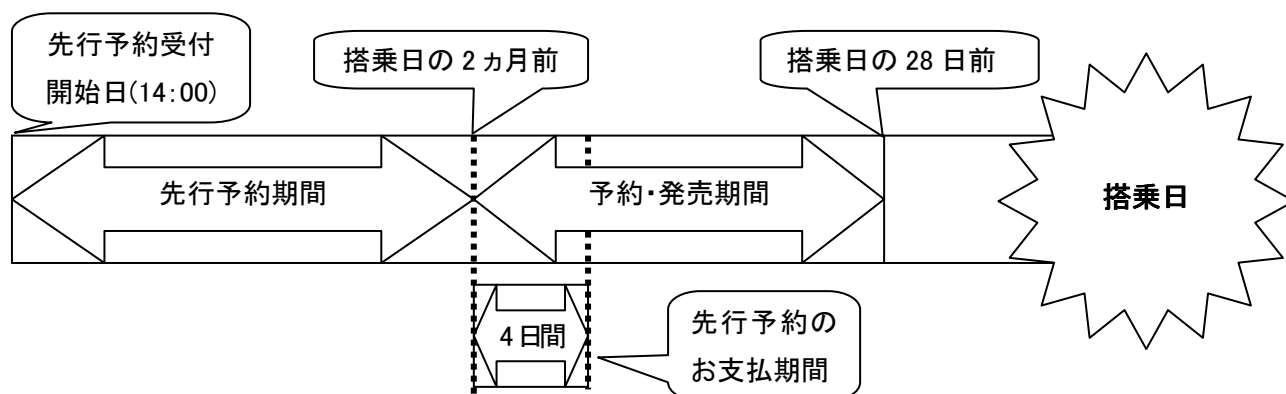 先行予約受付
開始日(14:00)
搭乗日の 2 ヵ月前
搭乗日の 28 日前
先行予約期間
予約・発売期間
搭乗日
4 日間
先行予約の
お支払期間